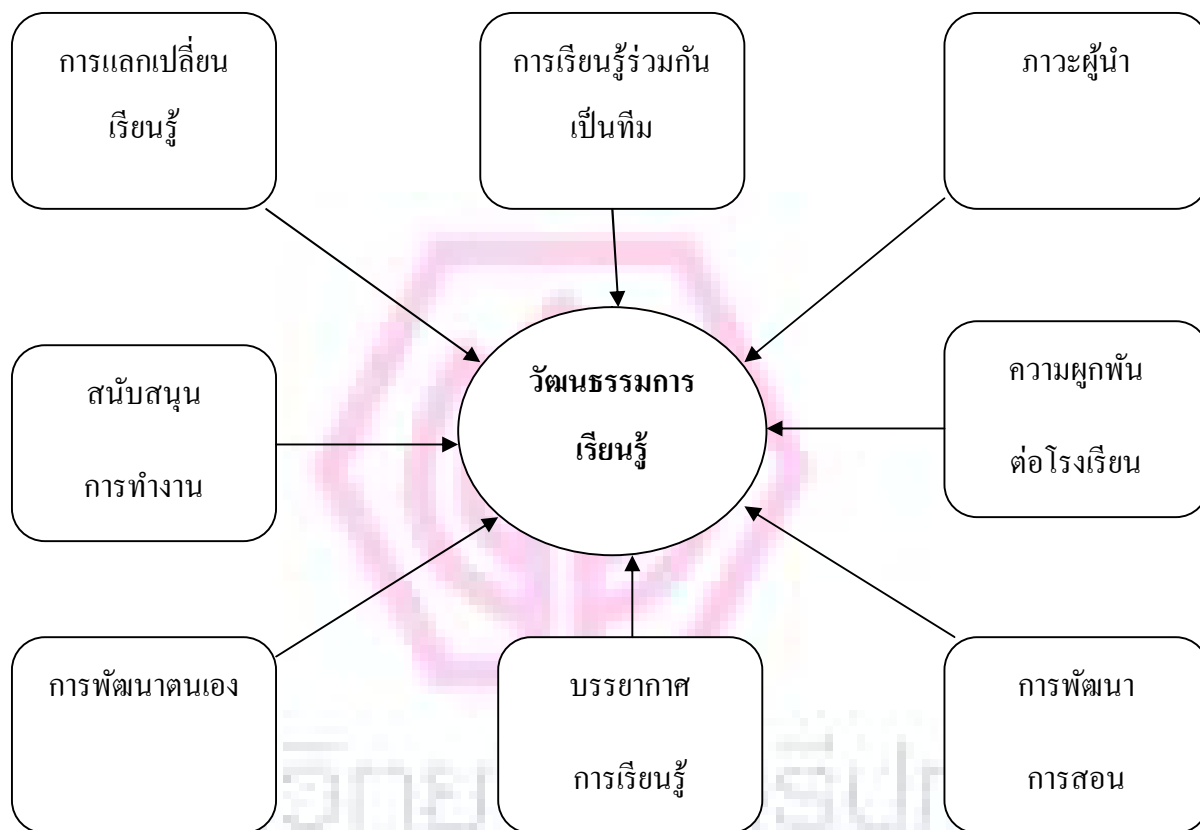 การแลกเปลี่ยน
เรียนรู้
การเรียนรู้ร่วมกัน
เป็นทีม
ภาวะผู้นำ
สนับสนุน
การทำงาน
วัฒนธรรมการ
เรียนรู้
ความผูกพัน
ต่อโรงเรียน
การพัฒนาตนเอง
บรรยากาศ
การเรียนรู้
การพัฒนา
การสอน